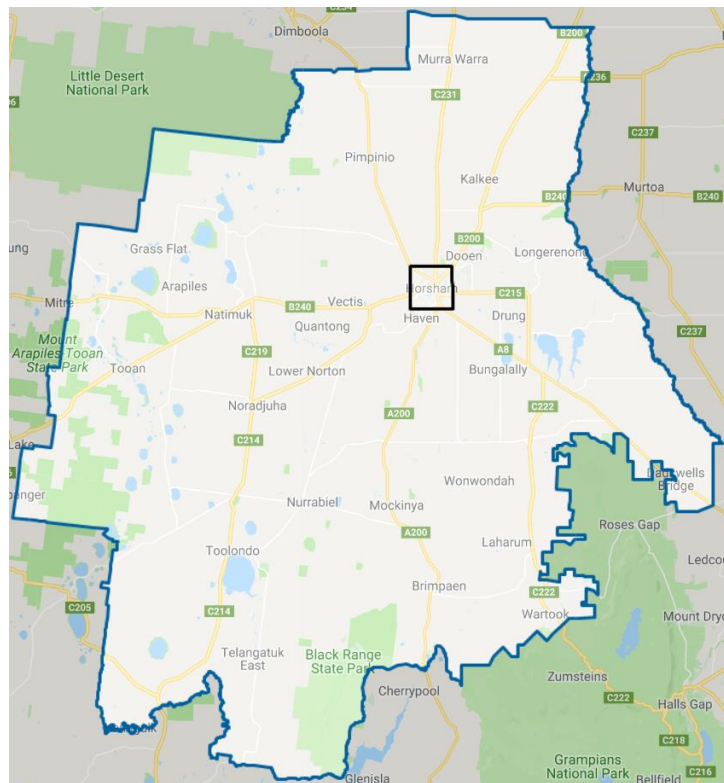 Dimboola
C234
B200
Murra Warra
Little Desert
National Park
C236
C231
C237
Pimpinio
Kalkee
Murtoa
B240
B240
Grass Flat
B200
Dooen
Longerenong
Arapiles
Horsham
C215
Mitre
Natimuk
B240
Vectis
Haven
Drung
Quantong
C237
Mount
Arapiles-Tooan
State Park
C219
A8
Tooan
Lower Norton
Bungalally
Noradjuha
A200
C222
Lake
C214
Dadswells
Bridge
Wonwondah
Nurrabiel
Mockinya
Roses Gap
A200
Laharum
Toolondo
Brimpaen
C222
C205
C214
Wartook
Telangatuk
East
Black Range
State Park
Zumsteins
Cherrypool
C222
Halls Gap
C218
Grampians
National Park
C216
Glenisla
Bellfield